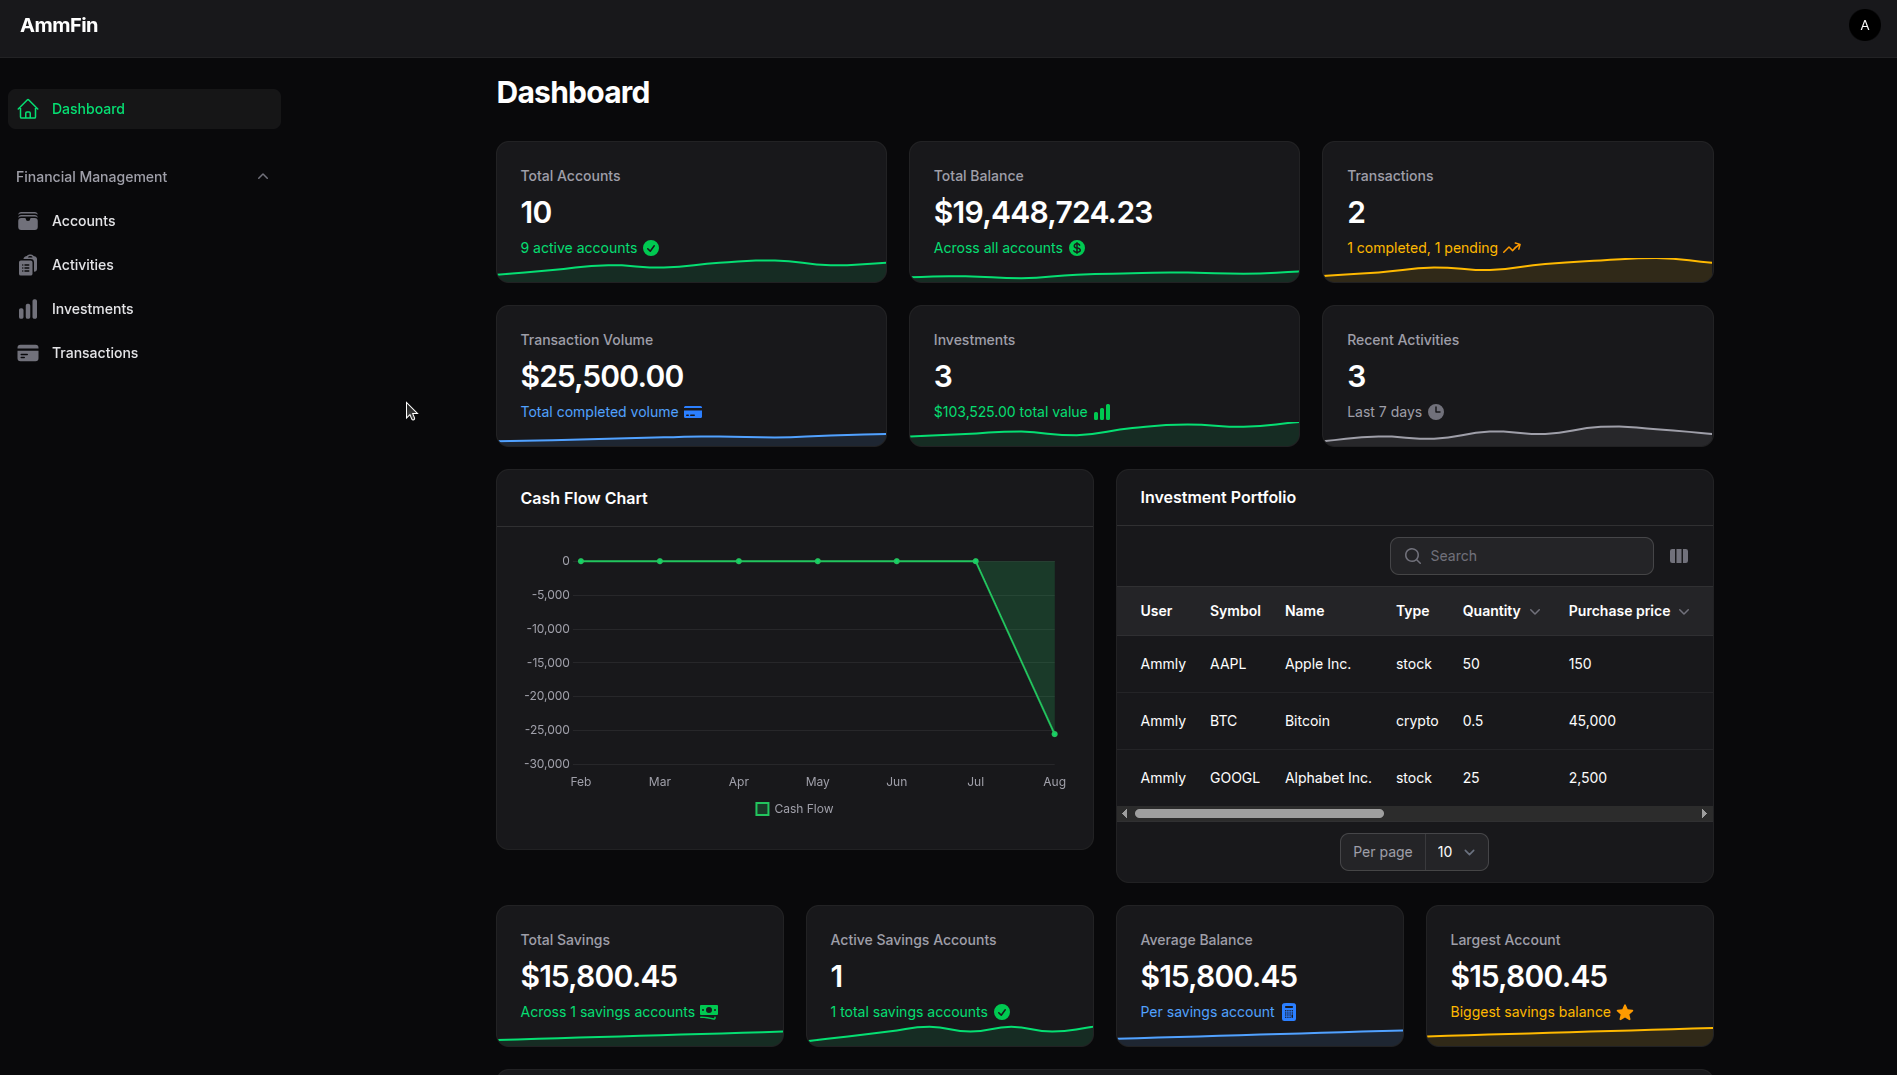 AmmFin
A
Dashboard
Financial Management
Accounts
Activities
Investments
Transactions
Dashboard
Total Accounts
10
9 active accounts
Total Balance
$19,448,724.23
Across all accounts
Transactions
2
1 completed, 1 pending
Transaction Volume
$25,500.00
Total completed volume
Investments
3
$103,525.00 total value
Recent Activities
3
Last 7 days
Cash Flow Chart
0
-5,000
-10,000
-15,000
-20,000
-25,000
-30,000
Feb Mar Apr May Jun Jul Aug
Cash Flow
Investment Portfolio
Search
User Symbol Name Type Quantity Purchase price
Ammly AAPL Apple Inc. stock 50 150
Ammly BTC Bitcoin crypto 0.5 45,000
Ammly GOOGL Alphabet Inc. stock 25 2,500
Per page 10
Total Savings
$15,800.45
Across 1 savings accounts
Active Savings Accounts
1
1 total savings accounts
Average Balance
$15,800.45
Per savings account
Largest Account
$15,800.45
Biggest savings balance